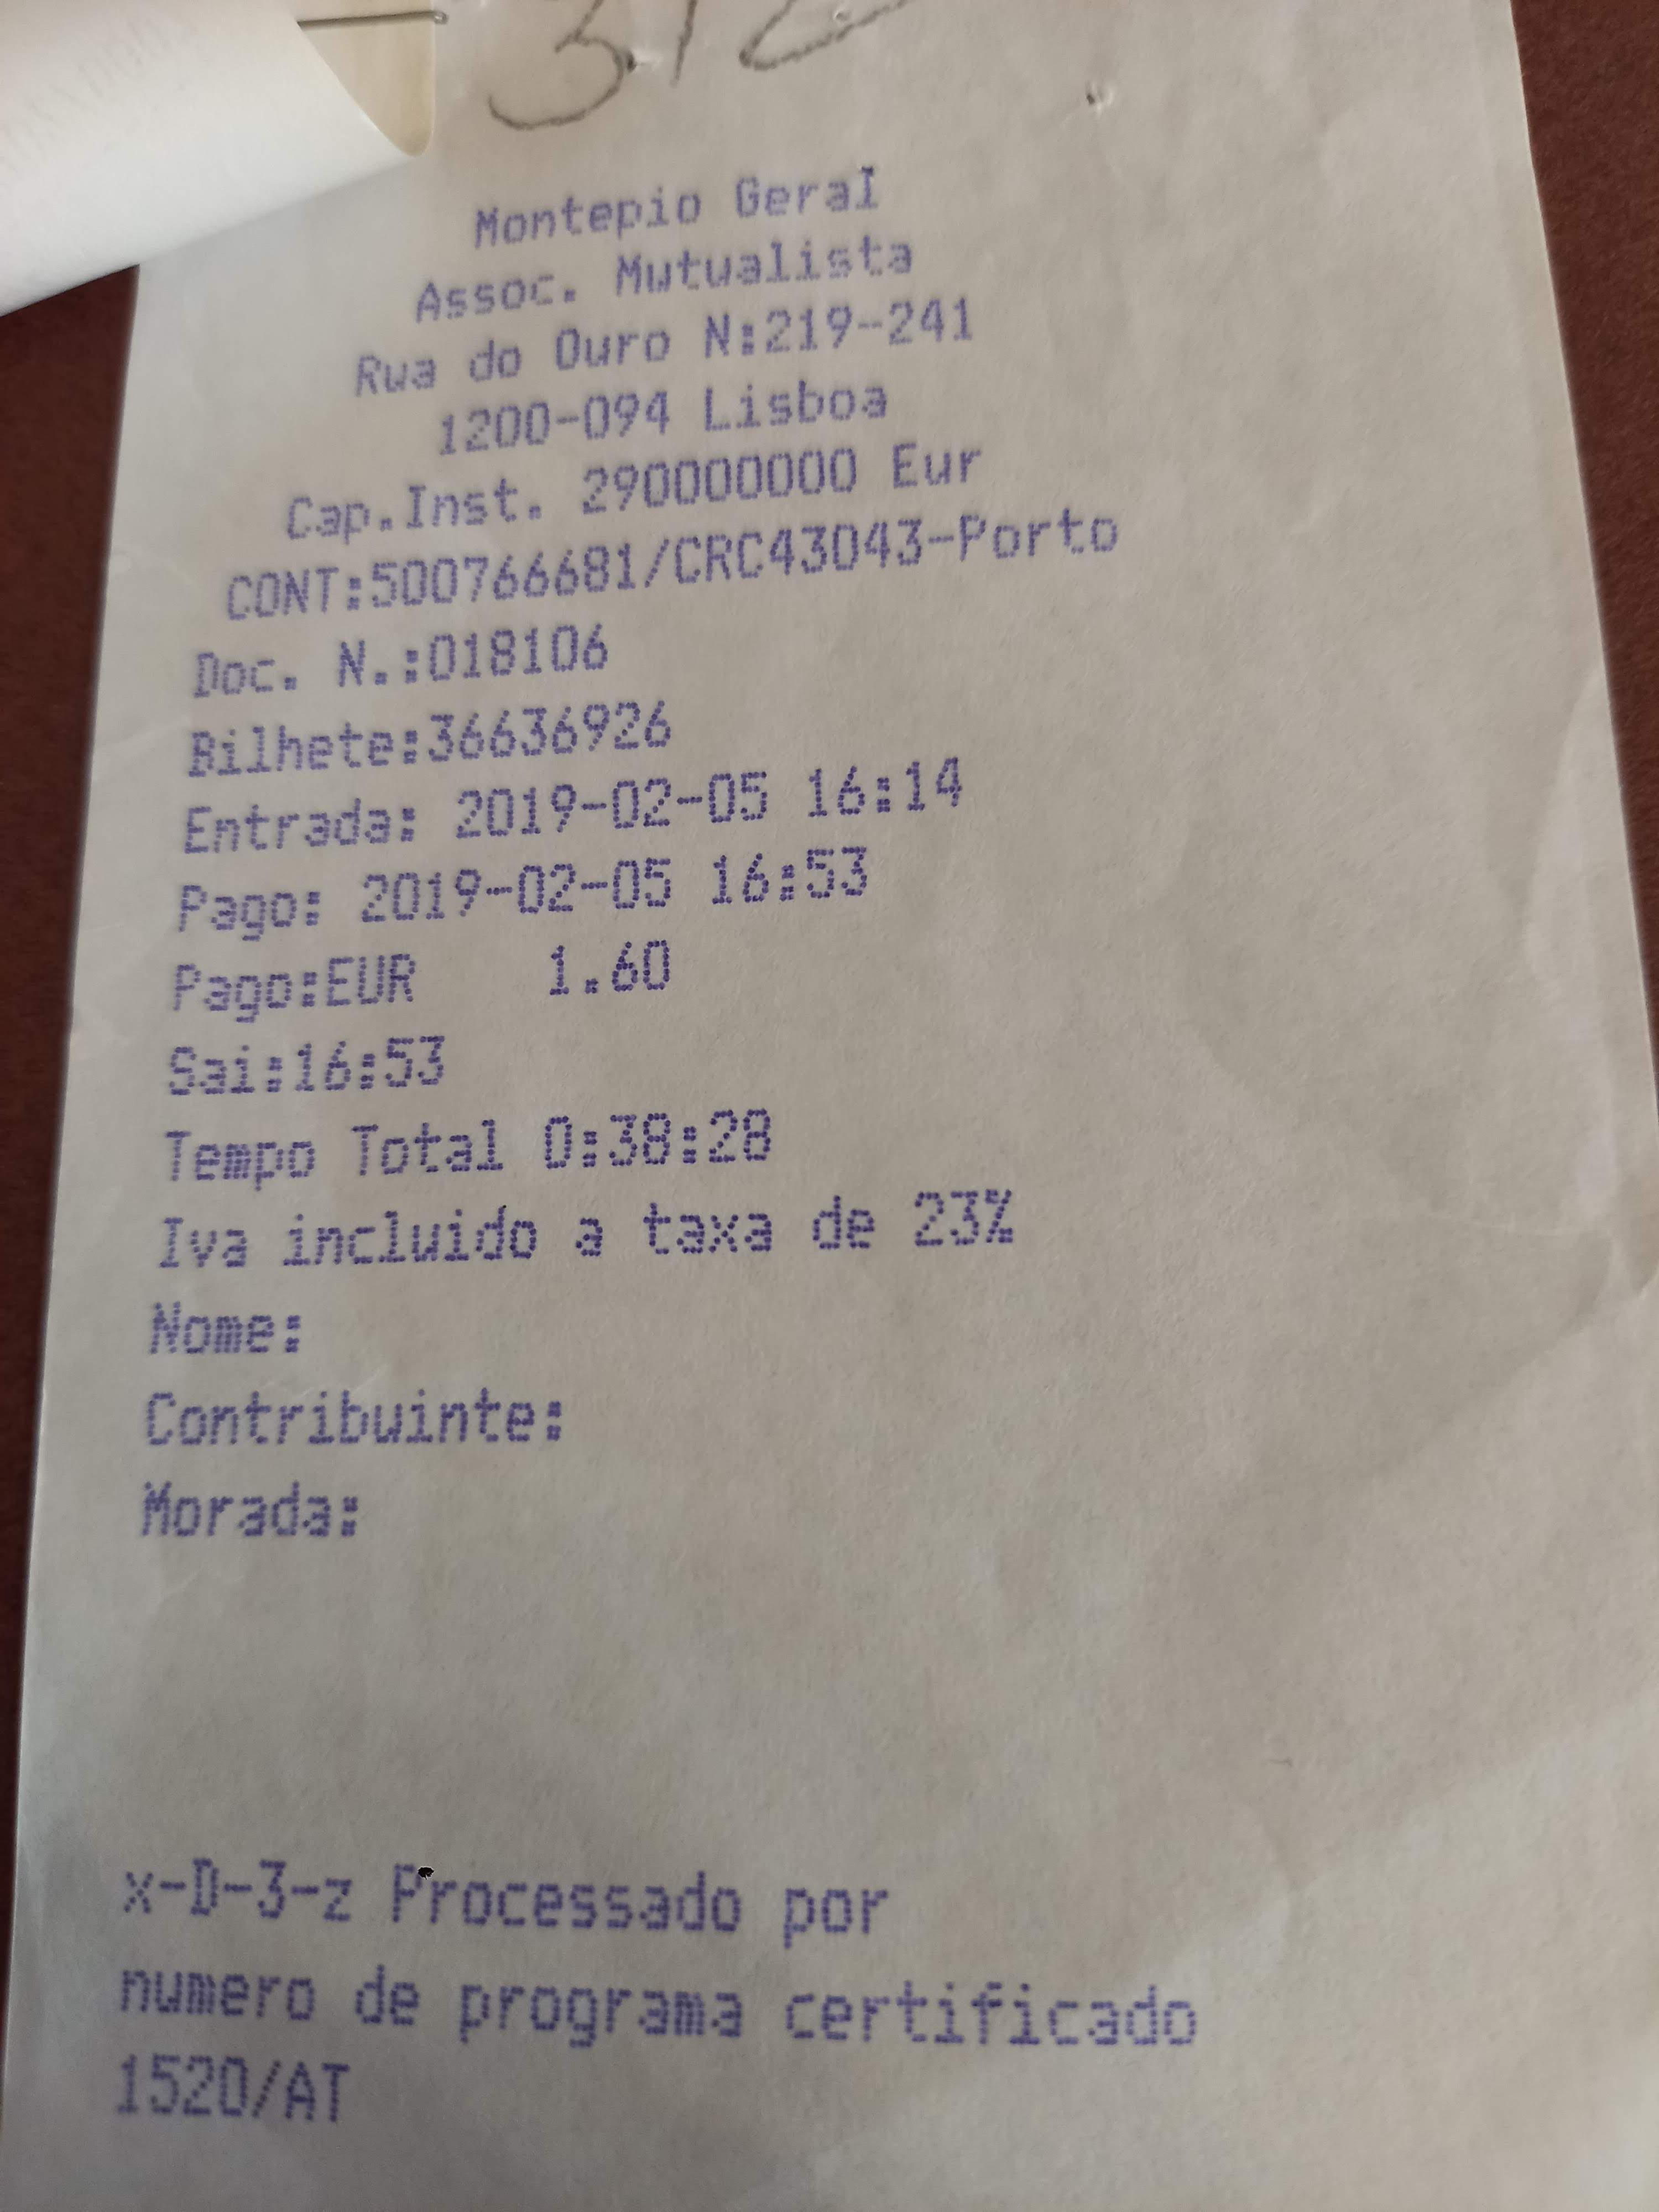 312
Montepio Geral
Assoc. Mutualista
Rua do Ouro N:219-241
1200-094 Lisboa
Cap.Inst. 290000000 Eur
CONT:500766681/CRC43043-Porto
Doc. N.:018106
Bilhete:36636926
Entrada: 2019-02-05 16:14
Pago: 2019-02-05 16:53
Pago:EUR 1.60
Sai:16:53
Tempo Total 0:38:28
Iva incluido a taxa de 23%
Nome:
Contribuinte:
Morada:
x-D-3-z Processado por
numero de programa certificado
1520/AT